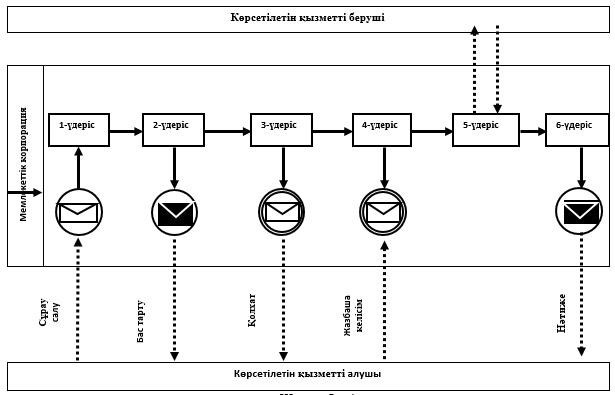 Көрсетілетін қызметті беруші
Мемлекеттік корпорация
1-үдеріс
2-үдеріс
3-үдеріс
4-үдеріс
5-үдеріс
6-үдеріс
Сұрау
салу
Бас тарту
Қолхат
Жазбаша
келісім
Нәтиже
Көрсетілетін қызметті алушы